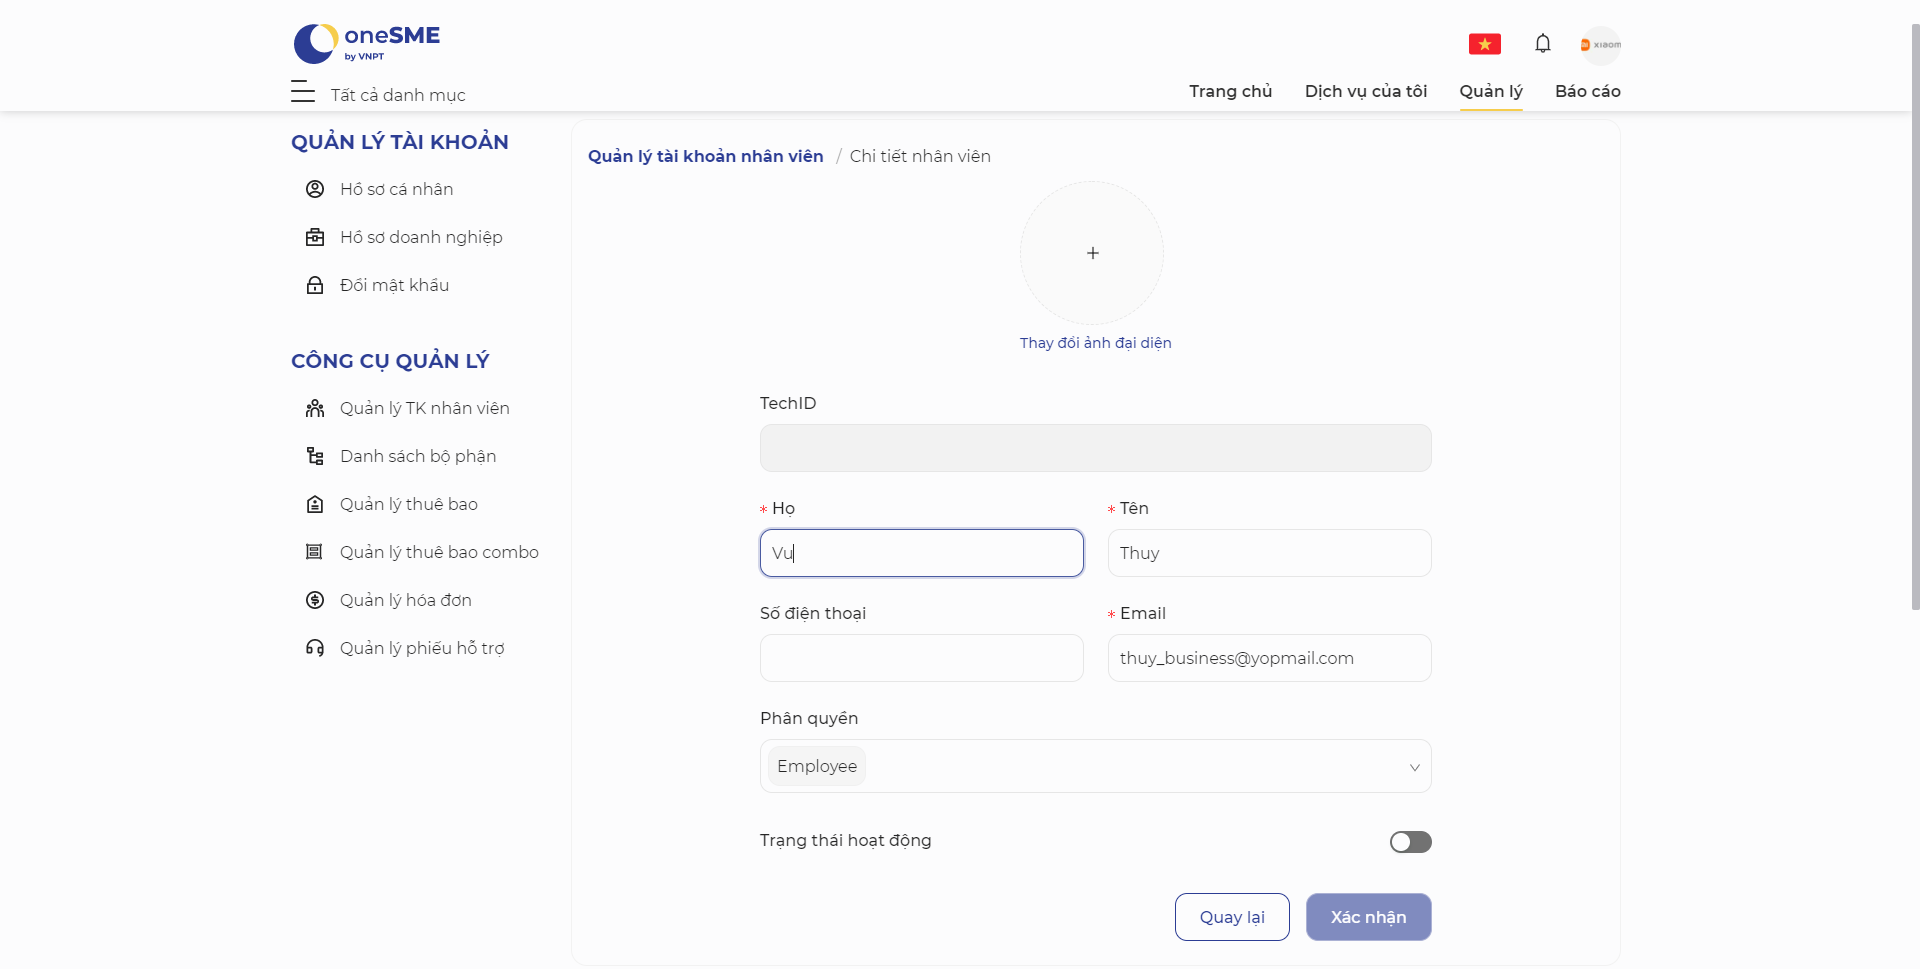 oneSME
by VNPT
Tất cả danh mục
Trang chủ
Dịch vụ của tôi
Quản lý
Báo cáo
xiaom
QUẢN LÝ TÀI KHOẢN
Hồ sơ cá nhân
Hồ sơ doanh nghiệp
Đổi mật khẩu
CÔNG CỤ QUẢN LÝ
Quản lý TK nhân viên
Danh sách bộ phận
Quản lý thuê bao
Quản lý thuê bao combo
Quản lý hóa đơn
Quản lý phiếu hỗ trợ
Quản lý tài khoản nhân viên / Chi tiết nhân viên
Thay đổi ảnh đại diện
TechID
* Họ
Vu
* Tên
Thuy
Số điện thoại
* Email
thuy_business@yopmail.com
Phân quyền
Employee
Trạng thái hoạt động
Quay lại
Xác nhận